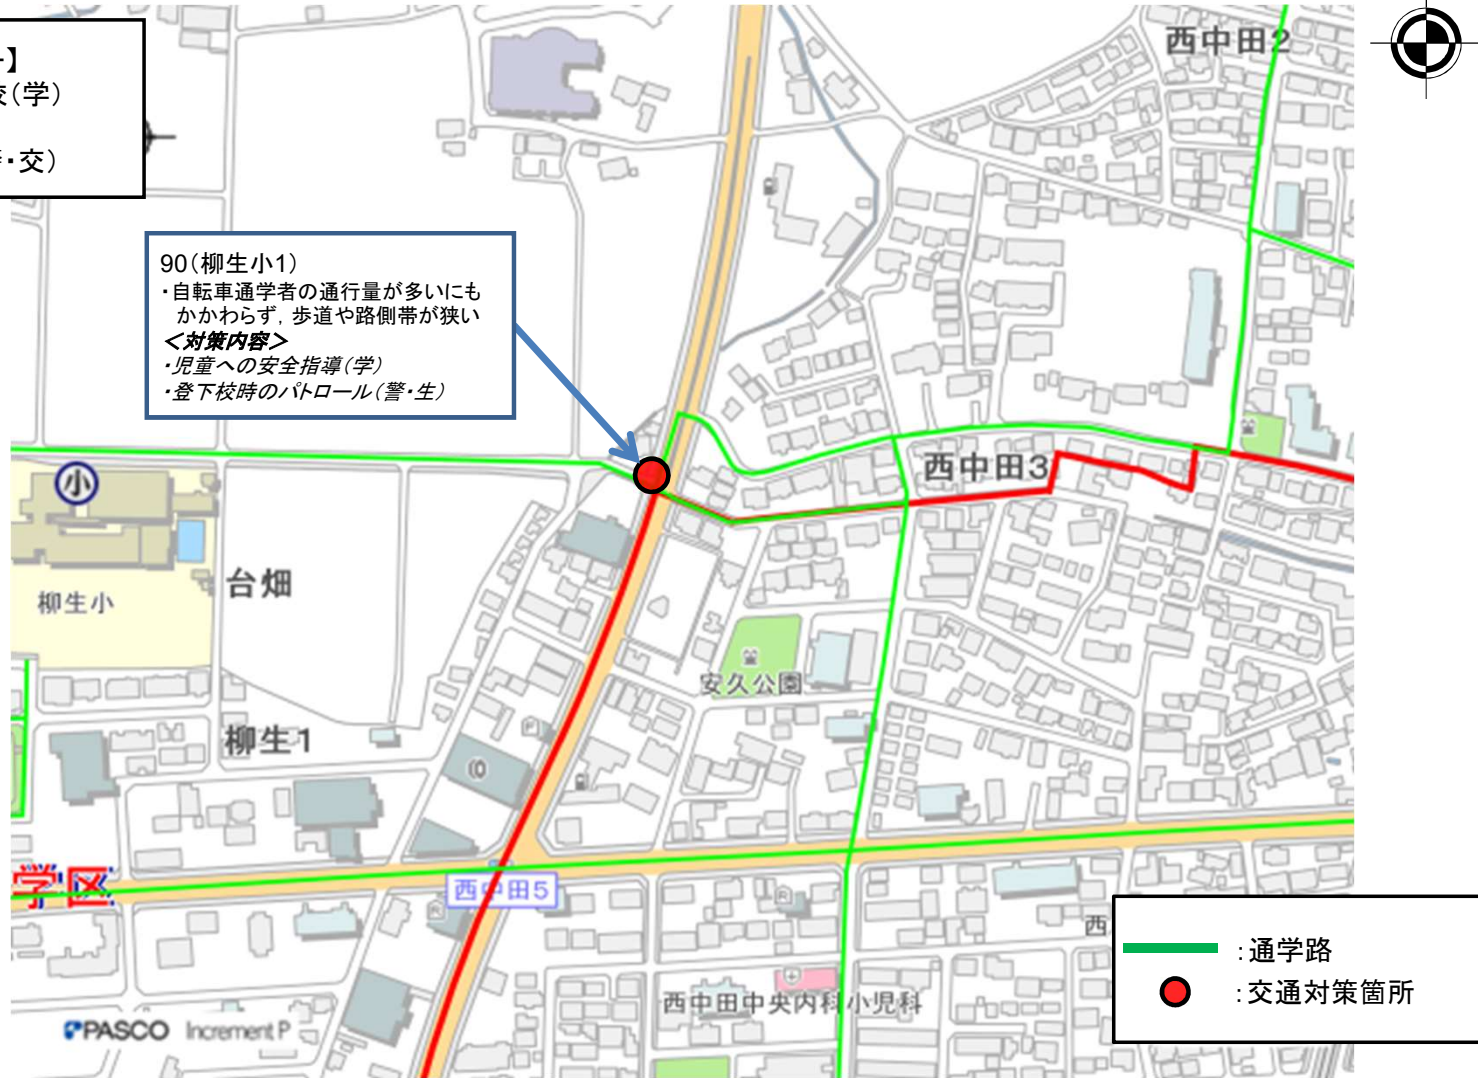 】
校(学)
・交)
西中田2
90(柳生小1)
・自転車通学者の通行量が多いにも
かかわらず，歩道や路側帯が狭い
＜対策内容＞
・児童への安全指導(学)
・登下校時のパトロール(警・生)
西中田3
小
台畑
柳生小
安久公園
柳生1
学区
西中田5
西
:通学路
西中田中央内科小児科
:交通対策箇所
PASCO Increment P